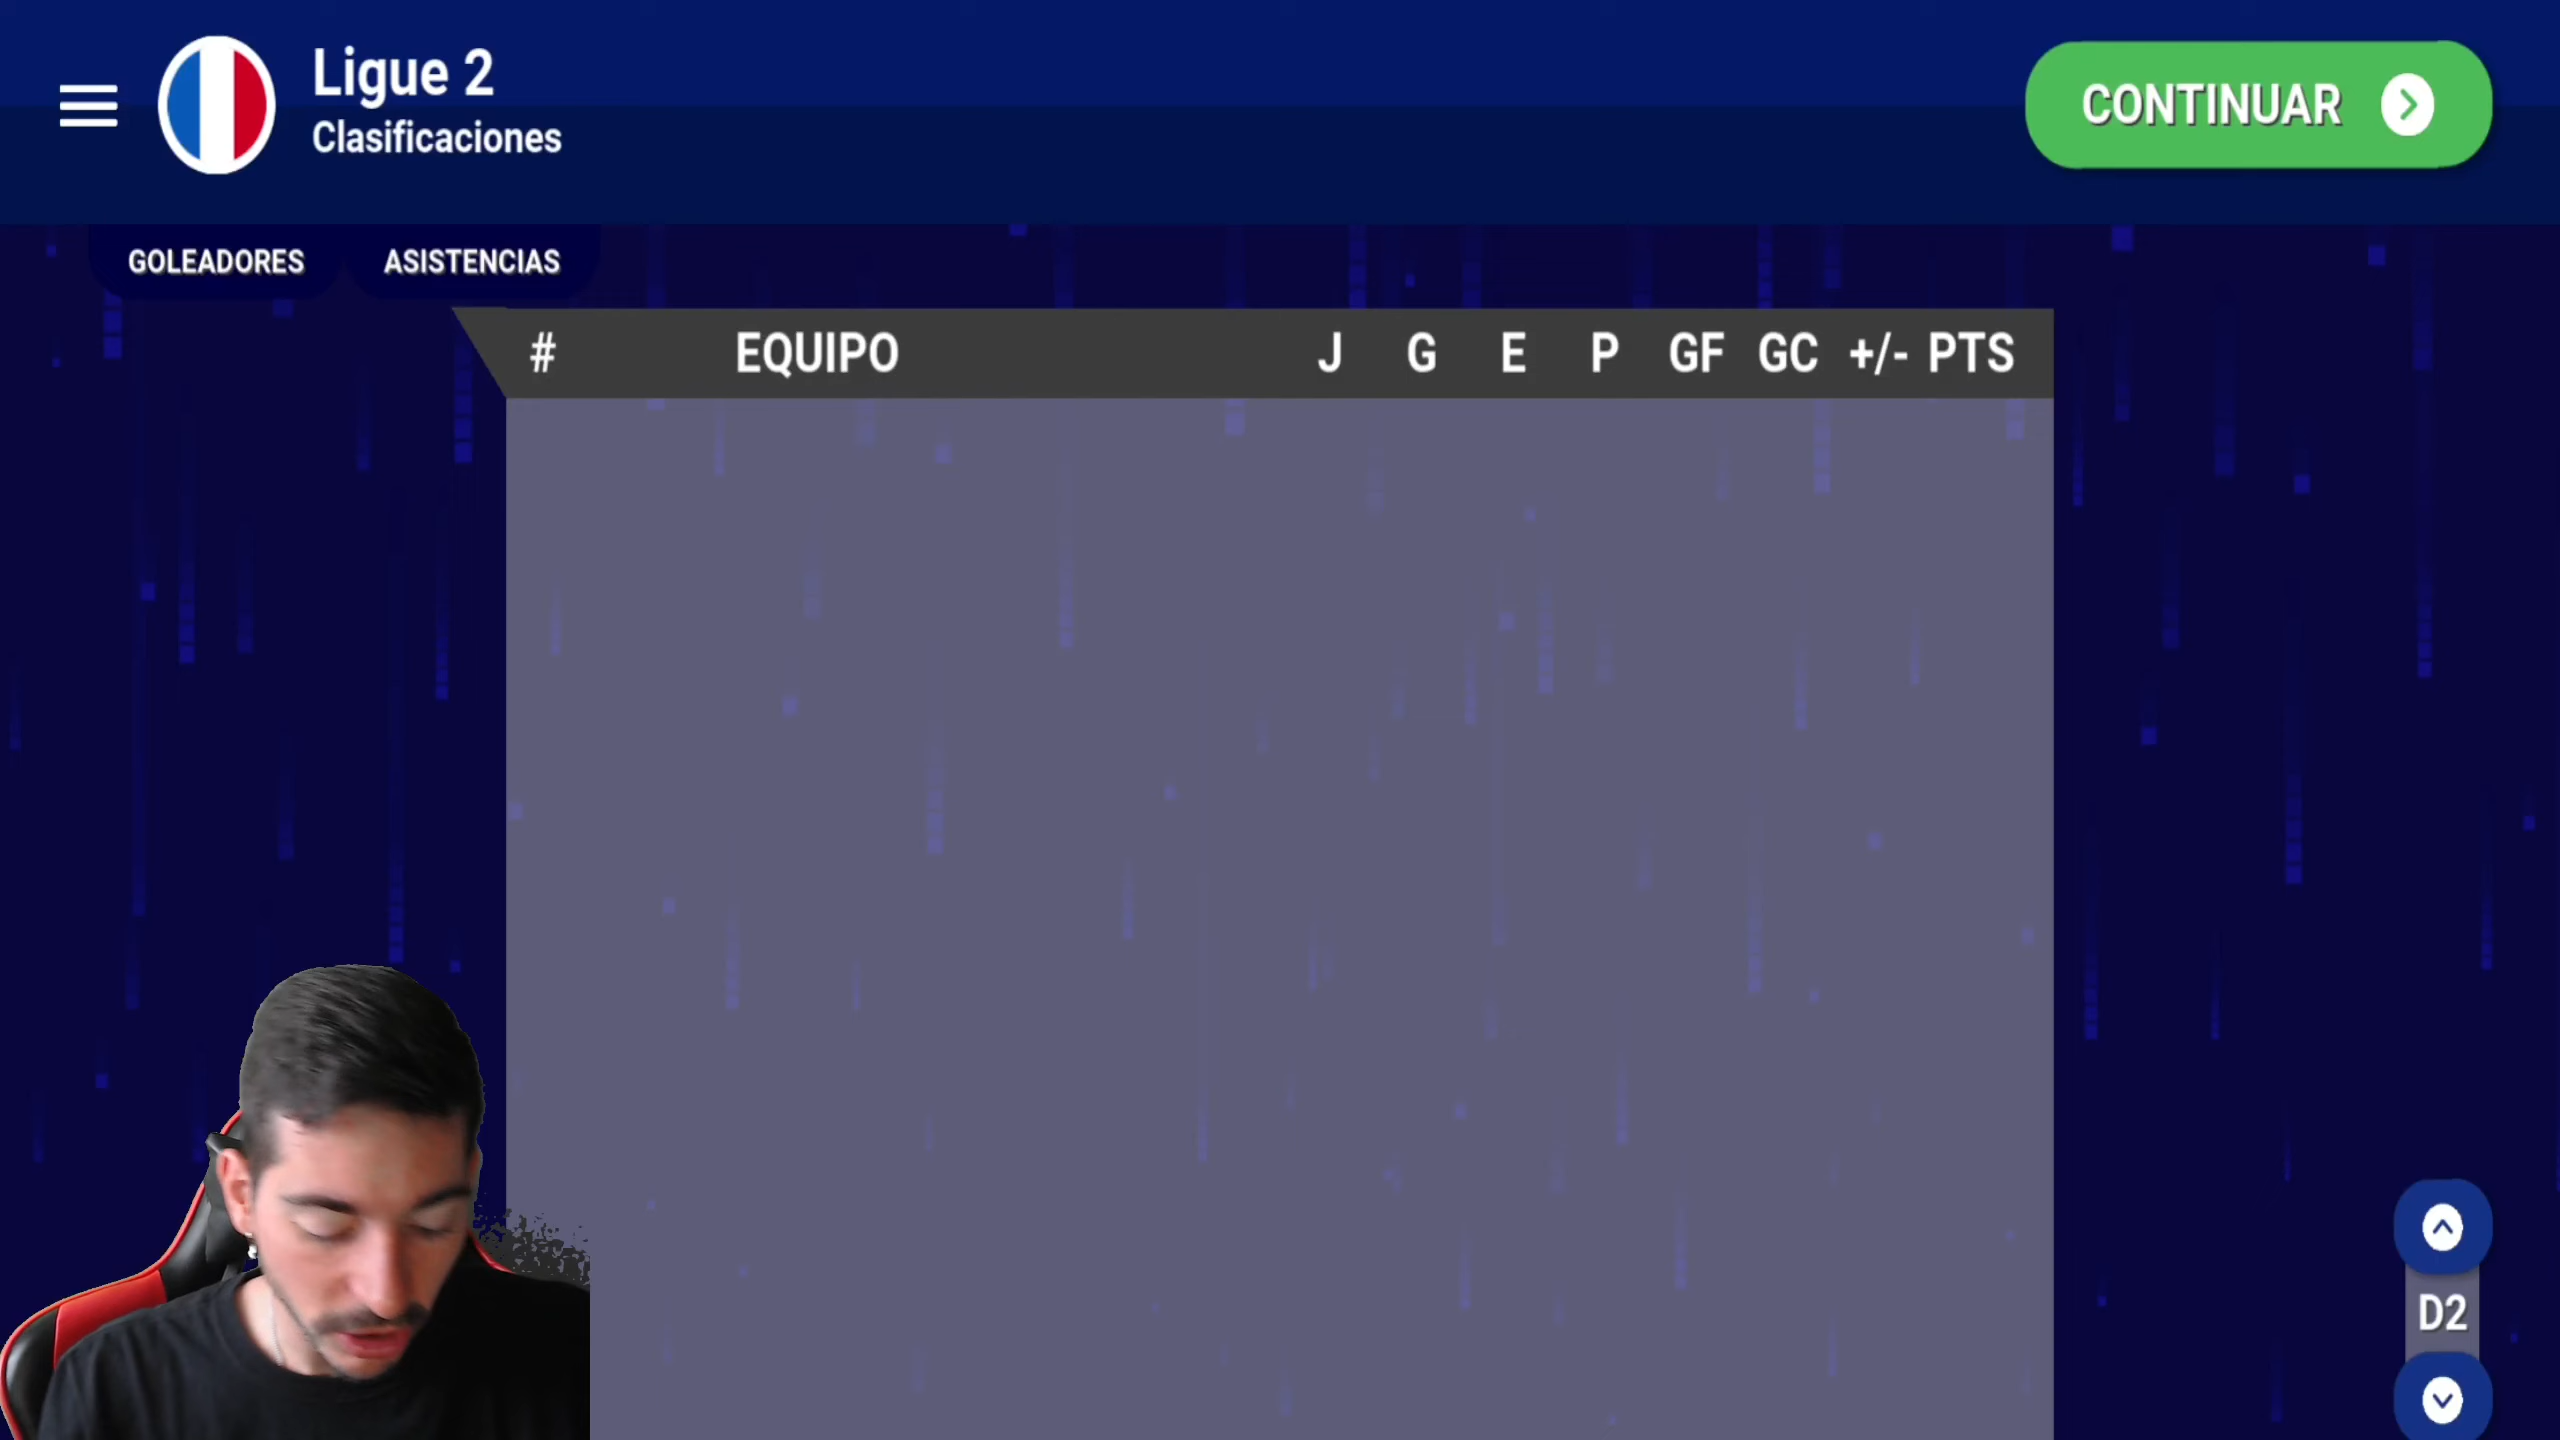 Ligue 2
Clasificaciones
CONTINUAR
GOLEADORES ASISTENCIAS
# EQUIPO J G E P GF GC +/- PTS
D2